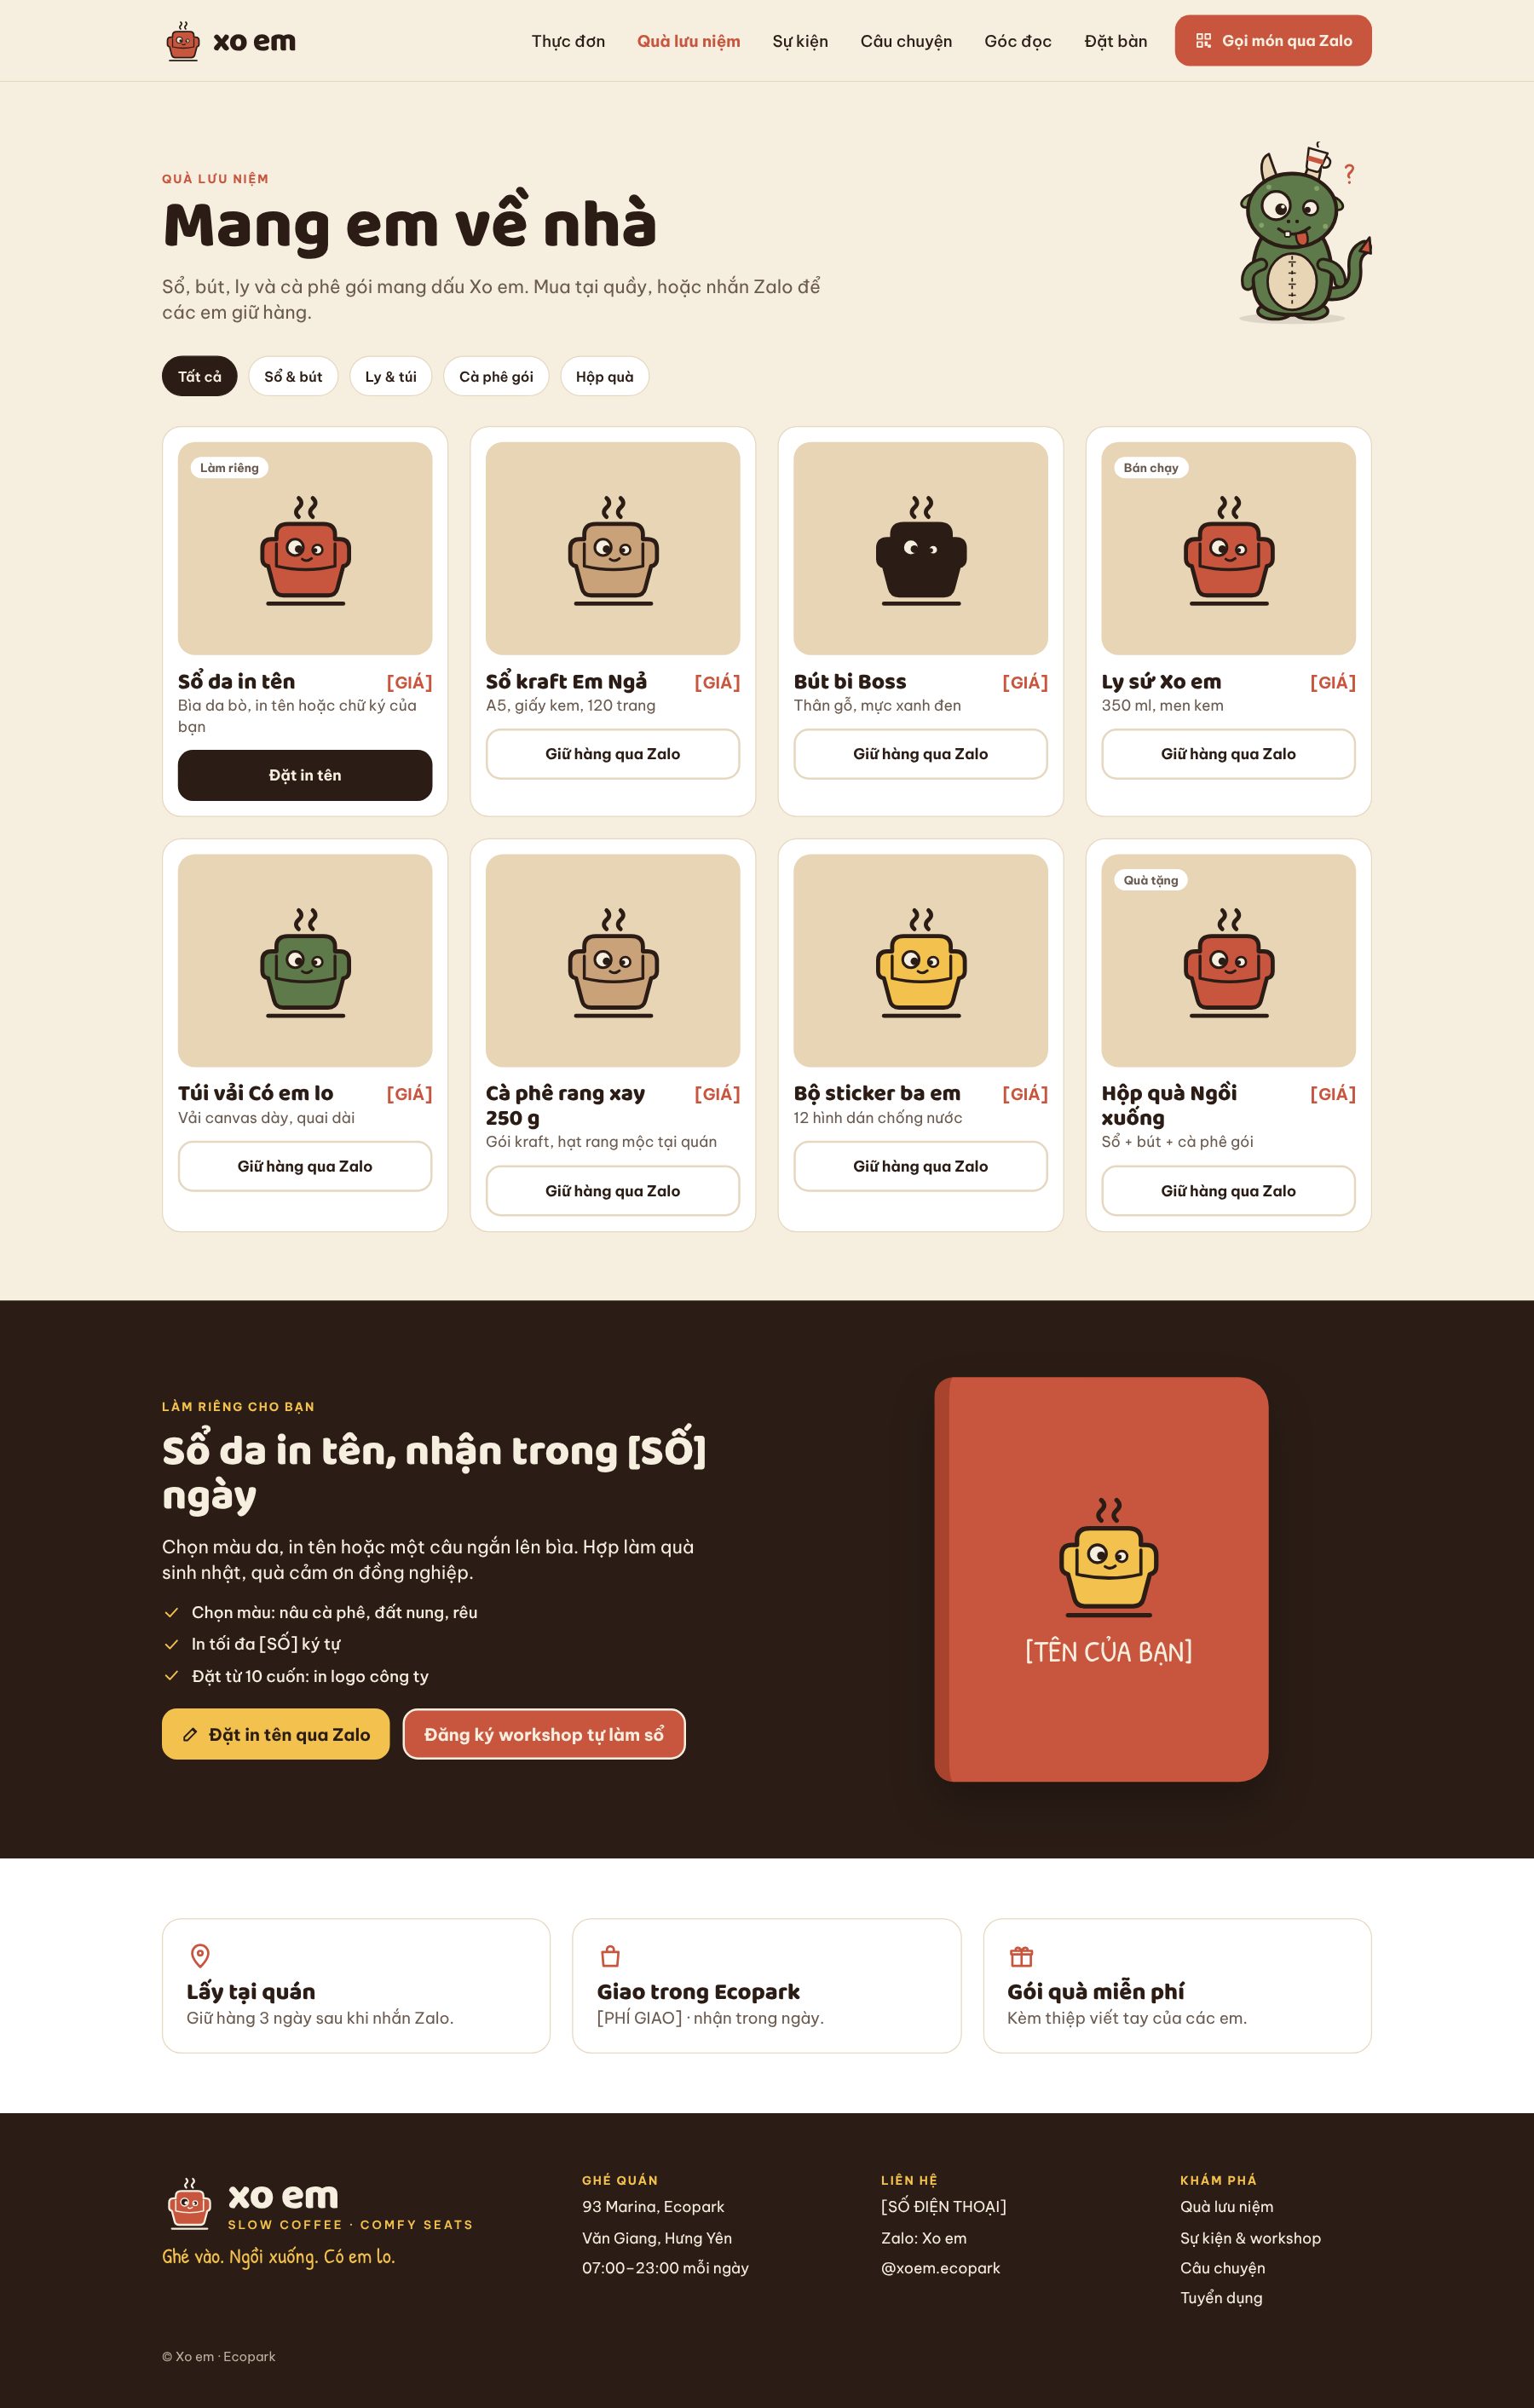 xo em
Thực đơn
Quà lưu niệm
Sự kiện
Câu chuyện
Góc đọc
Đặt bàn
Gọi món qua Zalo
QUÀ LƯU NIỆM
Mang em về nhà
Sổ, bút, ly và cà phê gói mang dấu Xo em. Mua tại quầy, hoặc nhắn Zalo để
các em giữ hàng.
?
Tất cả
Sổ & bút
Ly & túi
Cà phê gói
Hộp quà
Làm riêng
Sổ da in tên
[GIÁ]
Bìa da bò, in tên hoặc chữ ký của
bạn
Đặt in tên
Sổ kraft Em Ngả
[GIÁ]
A5, giấy kem, 120 trang
Giữ hàng qua Zalo
Bút bi Boss
[GIÁ]
Thân gỗ, mực xanh đen
Giữ hàng qua Zalo
Bán chạy
Ly sứ Xo em
[GIÁ]
350 ml, men kem
Giữ hàng qua Zalo
Túi vải Có em lo
[GIÁ]
Vải canvas dày, quai dài
Giữ hàng qua Zalo
Cà phê rang xay
250 g
[GIÁ]
Gói kraft, hạt rang mộc tại quán
Giữ hàng qua Zalo
Bộ sticker ba em
[GIÁ]
12 hình dán chống nước
Giữ hàng qua Zalo
Quà tặng
Hộp quà Ngồi
xuống
[GIÁ]
Sổ + bút + cà phê gói
Giữ hàng qua Zalo
LÀM RIÊNG CHO BẠN
Sổ da in tên, nhận trong [SỐ]
ngày
Chọn màu da, in tên hoặc một câu ngắn lên bìa. Hợp làm quà
sinh nhật, quà cảm ơn đồng nghiệp.
Chọn màu: nâu cà phê, đất nung, rêu
In tối đa [SỐ] ký tự
Đặt từ 10 cuốn: in logo công ty
Đặt in tên qua Zalo
Đăng ký workshop tự làm sổ
[TÊN CỦA BẠN]
Lấy tại quán
Giữ hàng 3 ngày sau khi nhắn Zalo.
Giao trong Ecopark
[PHÍ GIAO] · nhận trong ngày.
Gói quà miễn phí
Kèm thiệp viết tay của các em.
xo em
SLOW COFFEE · COMFY SEATS
Ghé vào. Ngồi xuống. Có em lo.
GHÉ QUÁN
93 Marina, Ecopark
Văn Giang, Hưng Yên
07:00–23:00 mỗi ngày
LIÊN HỆ
[SỐ ĐIỆN THOẠI]
Zalo: Xo em
@xoem.ecopark
KHÁM PHÁ
Quà lưu niệm
Sự kiện & workshop
Câu chuyện
Tuyển dụng
© Xo em · Ecopark